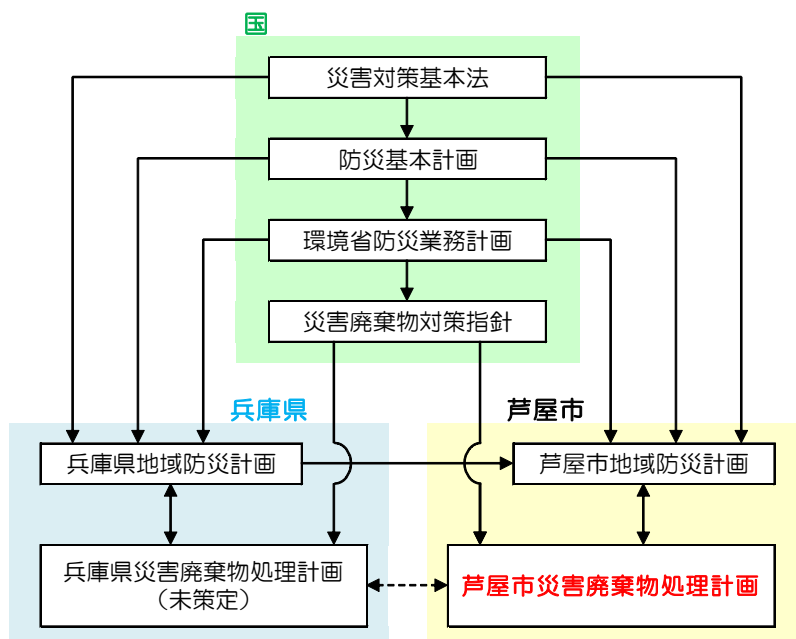 国
災害対策基本法
防災基本計画
環境省防災業務計画
災害廃棄物対策指針
兵庫県
芦屋市
兵庫県地域防災計画
芦屋市地域防災計画
兵庫県災害廃棄物処理計画
（未策定）
芦屋市災害廃棄物処理計画